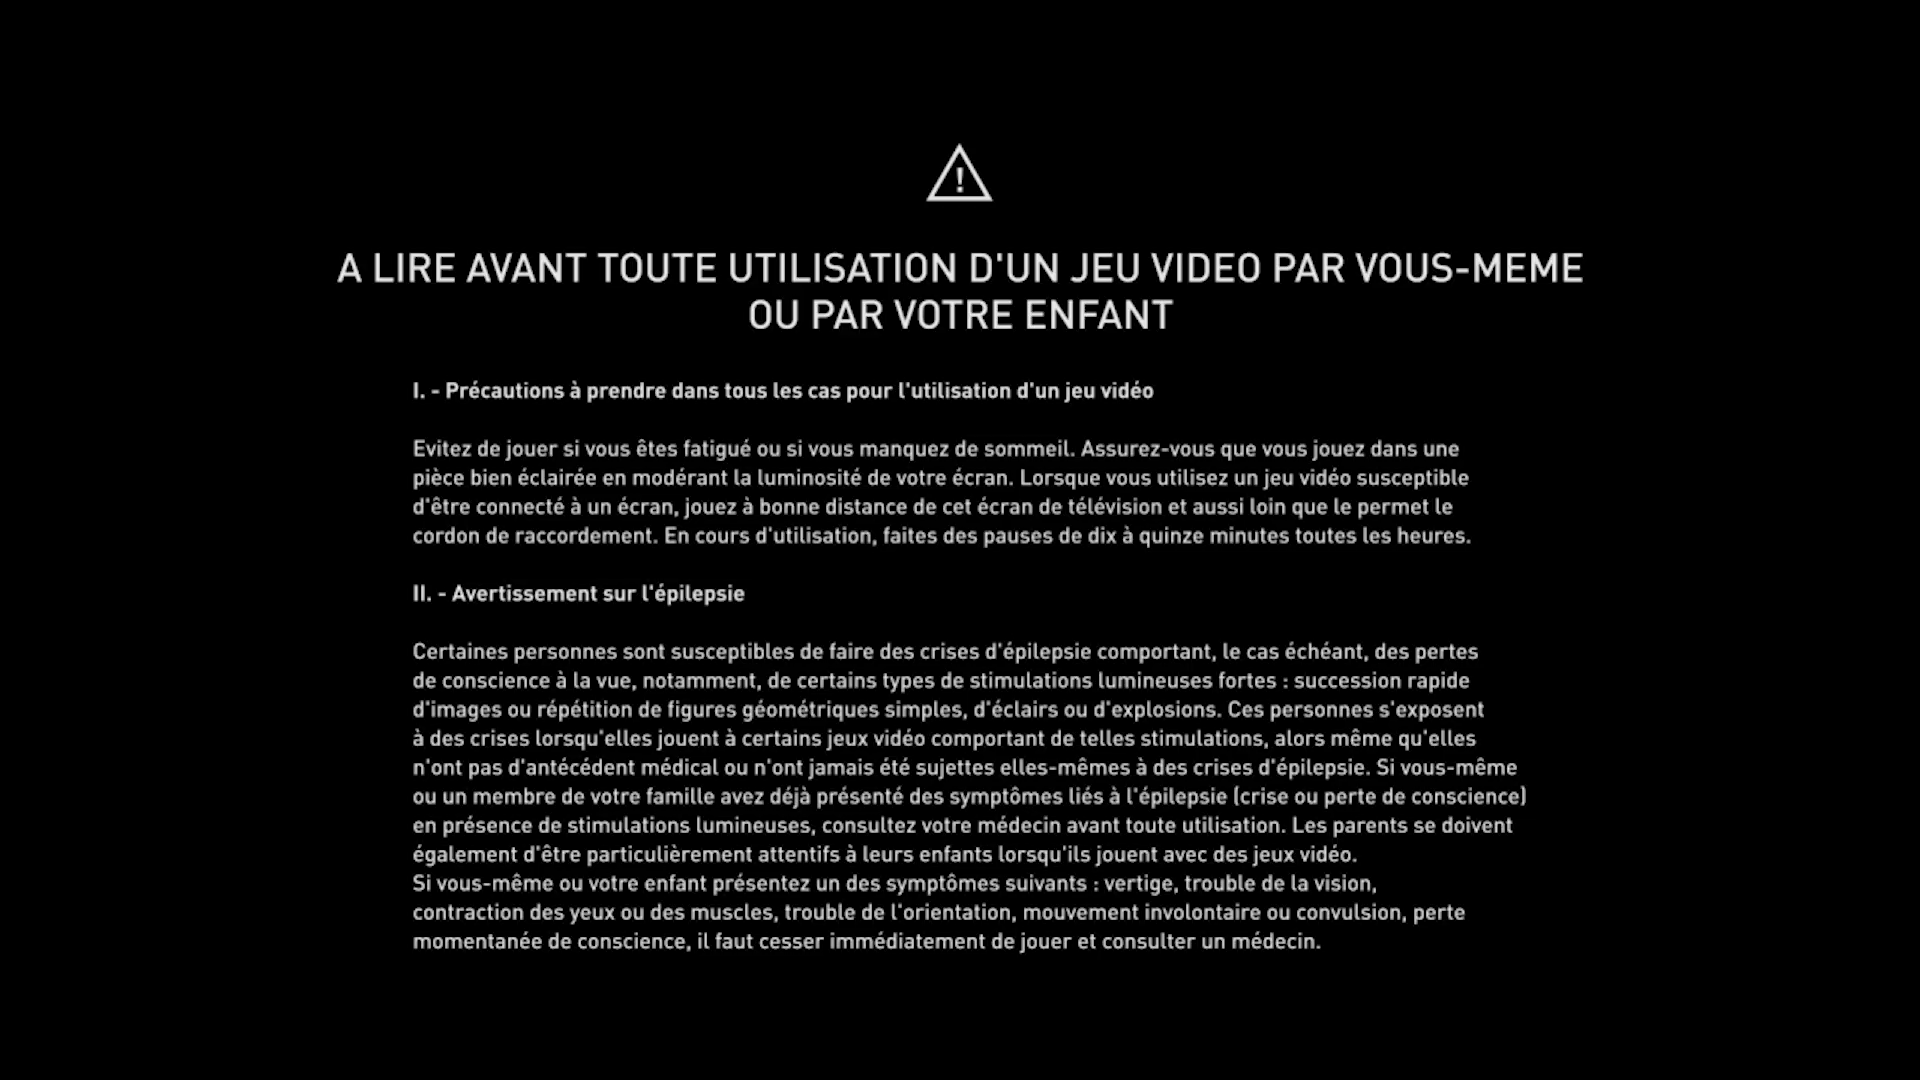 A LIRE AVANT TOUTE UTILISATION D'UN JEU VIDEO PAR VOUS-MEME
OU PAR VOTRE ENFANT
I. - Précautions à prendre dans tous les cas pour l'utilisation d'un jeu vidéo
Evitez de jouer si vous êtes fatigué ou si vous manquez de sommeil. Assurez-vous que vous jouez dans une
pièce bien éclairée en modérant la luminosité de votre écran. Lorsque vous utilisez un jeu vidéo susceptible
d'être connecté à un écran, jouez à bonne distance de cet écran de télévision et aussi loin que le permet le
cordon de raccordement. En cours d'utilisation, faites des pauses de dix à quinze minutes toutes les heures.
II. - Avertissement sur l'épilepsie
Certaines personnes sont susceptibles de faire des crises d'épilepsie comportant, le cas échéant, des pertes
de conscience à la vue, notamment, de certains types de stimulations lumineuses fortes : succession rapide
d'images ou répétition de figures géométriques simples, d'éclairs ou d'explosions. Ces personnes s'exposent
à des crises lorsqu'elles jouent à certains jeux vidéo comportant de telles stimulations, alors même qu'elles
n'ont pas d'antécédent médical ou n'ont jamais été sujettes elles-mêmes à des crises d'épilepsie. Si vous-même
ou un membre de votre famille avez déjà présenté des symptômes liés à l'épilepsie (crise ou perte de conscience)
en présence de stimulations lumineuses, consultez votre médecin avant toute utilisation. Les parents se doivent
également d'être particulièrement attentifs à leurs enfants lorsqu'ils jouent avec des jeux vidéo.
Si vous-même ou votre enfant présentez un des symptômes suivants : vertige, trouble de la vision,
contraction des yeux ou des muscles, trouble de l'orientation, mouvement involontaire ou convulsion, perte
momentanée de conscience, il faut cesser immédiatement de jouer et consulter un médecin.